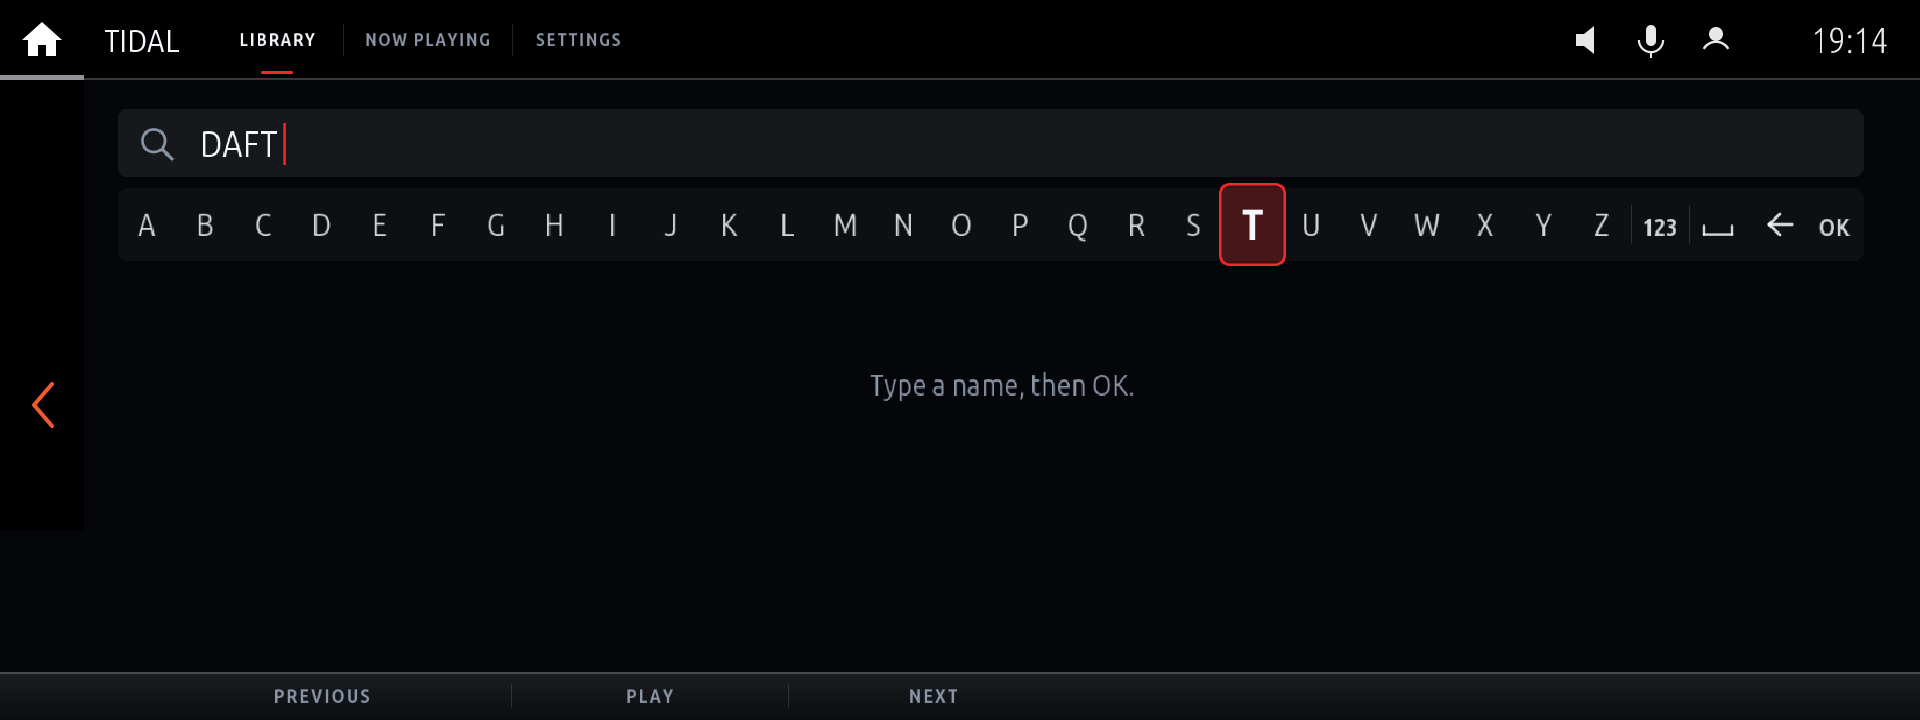 TIDAL LIBRARY NOW PLAYING SETTINGS 19:14
DAFT
A B C D E F G H I J K L M N O P Q R S T U V W X Y Z 123 OK
Type a name, then OK.
PREVIOUS PLAY NEXT